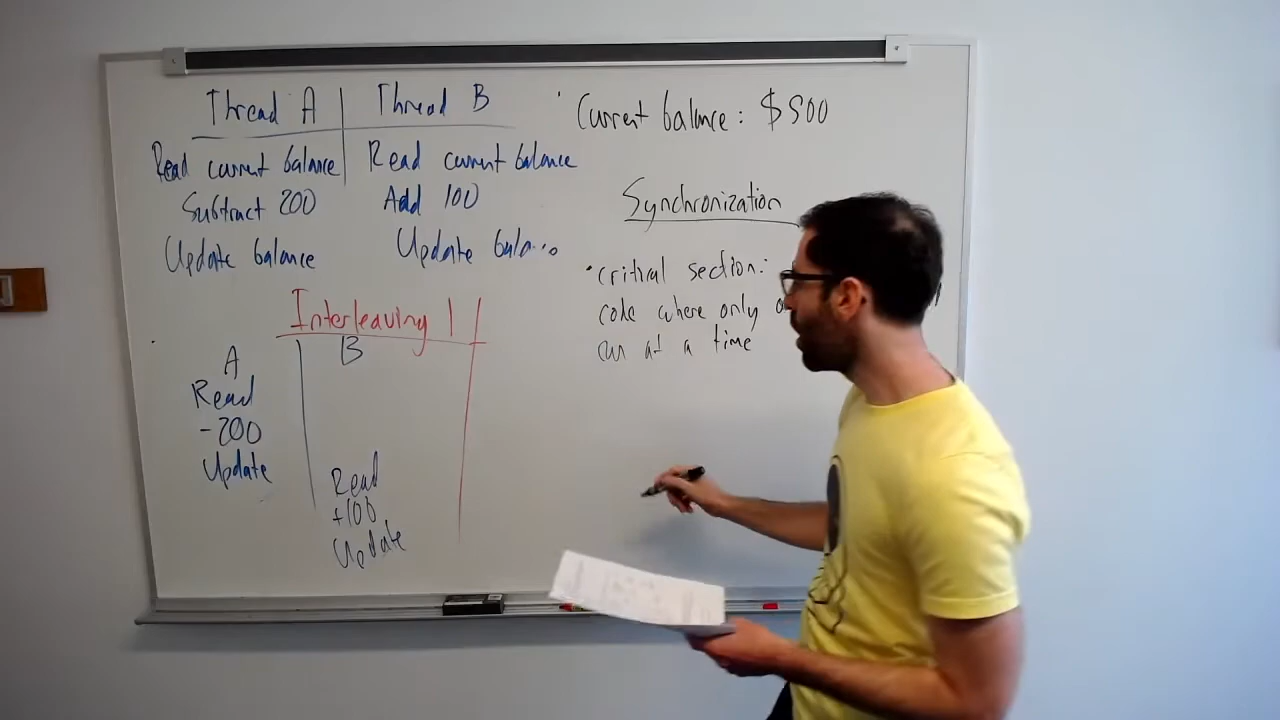 Thread A
Thread B
Read current balance
Read current balance
Subtract 200
Add 100
Update balance
Update bala...
Interleaving 1
A
B
Read
-200
Update
Read
+100
Update
Current balance: $500
Synchronization
• critical section:
code where only
run at a time